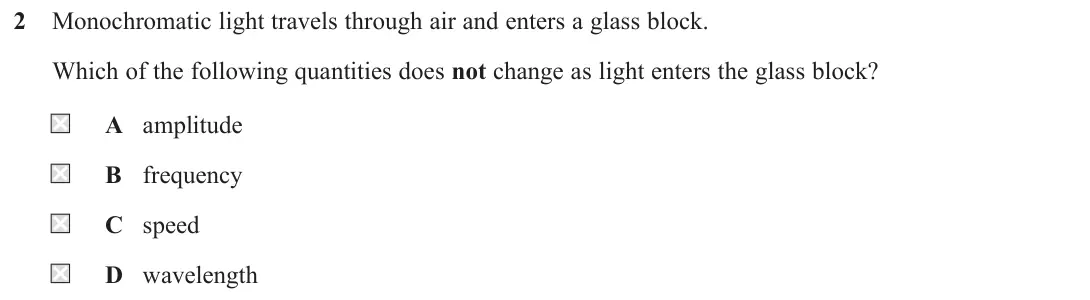 2 Monochromatic light travels through air and enters a glass block.
Which of the following quantities does not change as light enters the glass block?
A amplitude
B frequency
C speed
D wavelength